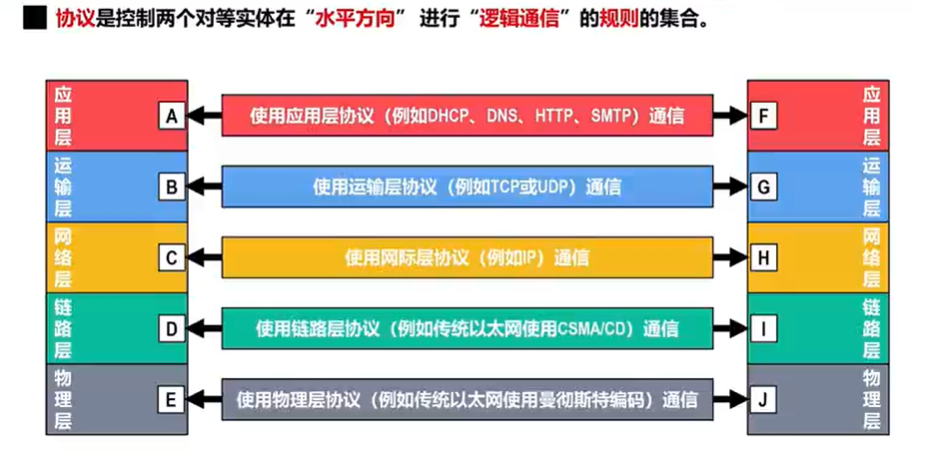 协议是控制两个对等实体在“水平方向” 进行“逻辑通信”的规则的集合。
应用层
A
使用应用层协议（例如DHCP、DNS、HTTP、SMTP）通信
F
应用层
运输层
B
使用运输层协议（例如TCP或UDP）通信
G
运输层
网络层
C
使用网际层协议（例如IP）通信
H
网络层
链路层
D
使用链路层协议（例如传统以太网使用CSMA/CD）通信
I
链路层
物理层
E
使用物理层协议（例如传统以太网使用曼彻斯特编码）通信
J
物理层